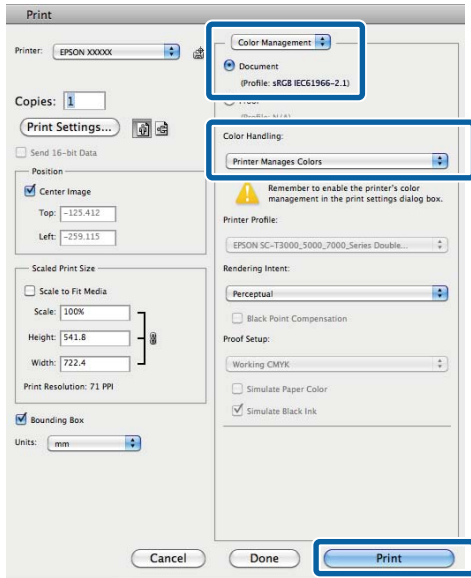 Print
Printer: EPSON XXXXX
Copies: 1
Print Settings...
Send 16-bit Data
Position
Center Image
Top: -125.412
Left: -259.115
Scaled Print Size
Scale to Fit Media
Scale: 100%
Height: 541.8
Width: 722.4
Print Resolution: 71 PPI
Bounding Box
Units: mm
Color Management
Document
(Profile: sRGB IEC61966-2.1)
Color Handling:
Printer Manages Colors
Remember to enable the printer's color
management in the print settings dialog box.
Printer Profile:
EPSON SC-T3000_5000_7000_Series Double...
Rendering Intent:
Perceptual
Black Point Compensation
Proof Setup:
Working CMYK
Simulate Paper Color
Simulate Black Ink
Cancel
Done
Print